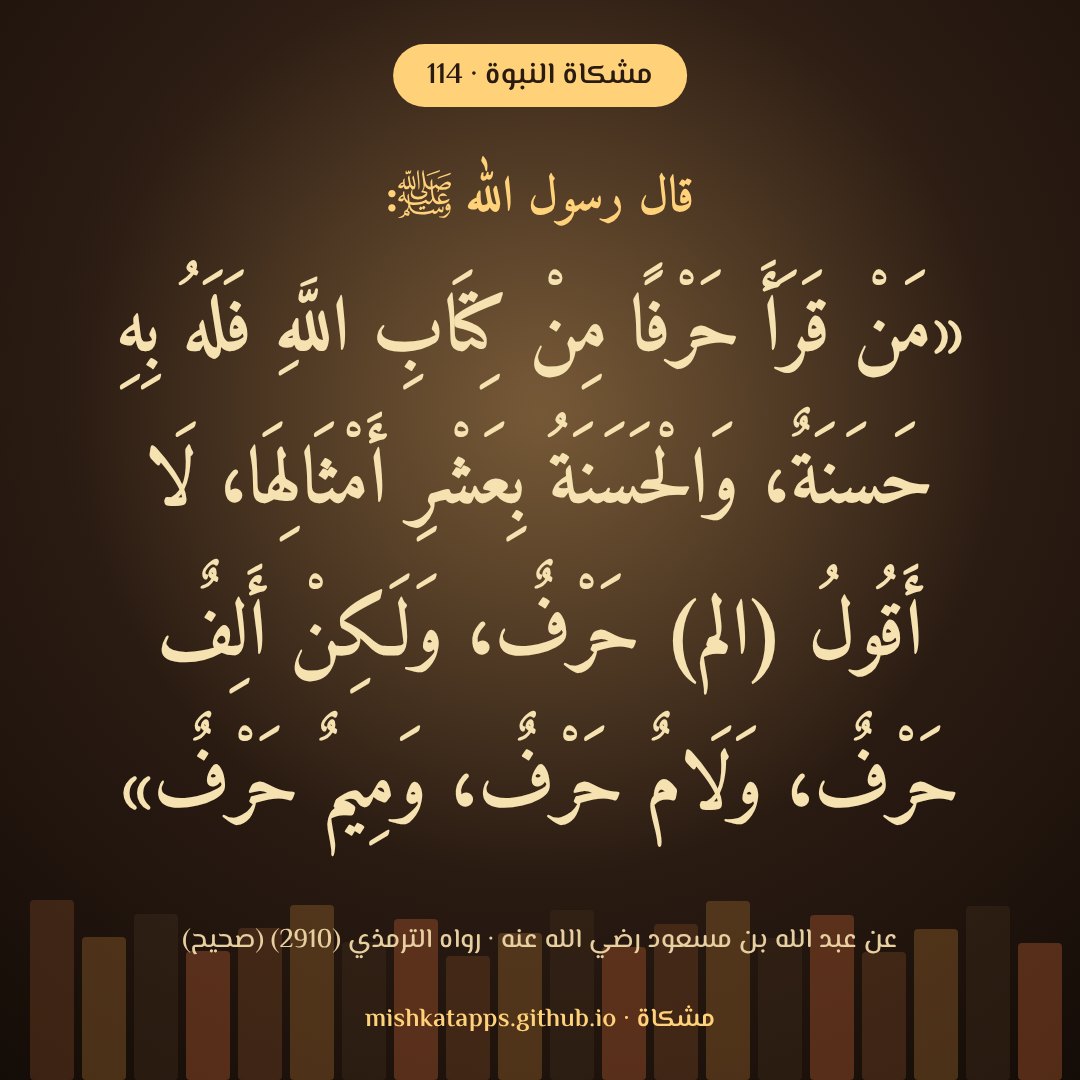 مشكاة النبوة · 114
قال رسول الله ﷺ:
«مَنْ قَرَأَ حَرْفًا مِنْ كِتَابِ اللَّهِ فَلَهُ بِهِ
حَسَنَةٌ، وَالْحَسَنَةُ بِعَشْرِ أَمْثَالِهَا، لَا
أَقُولُ (الم) حَرْفٌ، وَلَكِنْ أَلِفٌ
حَرْفٌ، وَلَامٌ حَرْفٌ، وَمِيمٌ حَرْفٌ»
عن عبد الله بن مسعود رضي الله عنه · رواه الترمذي (2910) (صحيح)
مشكاة · mishkatapps.github.io